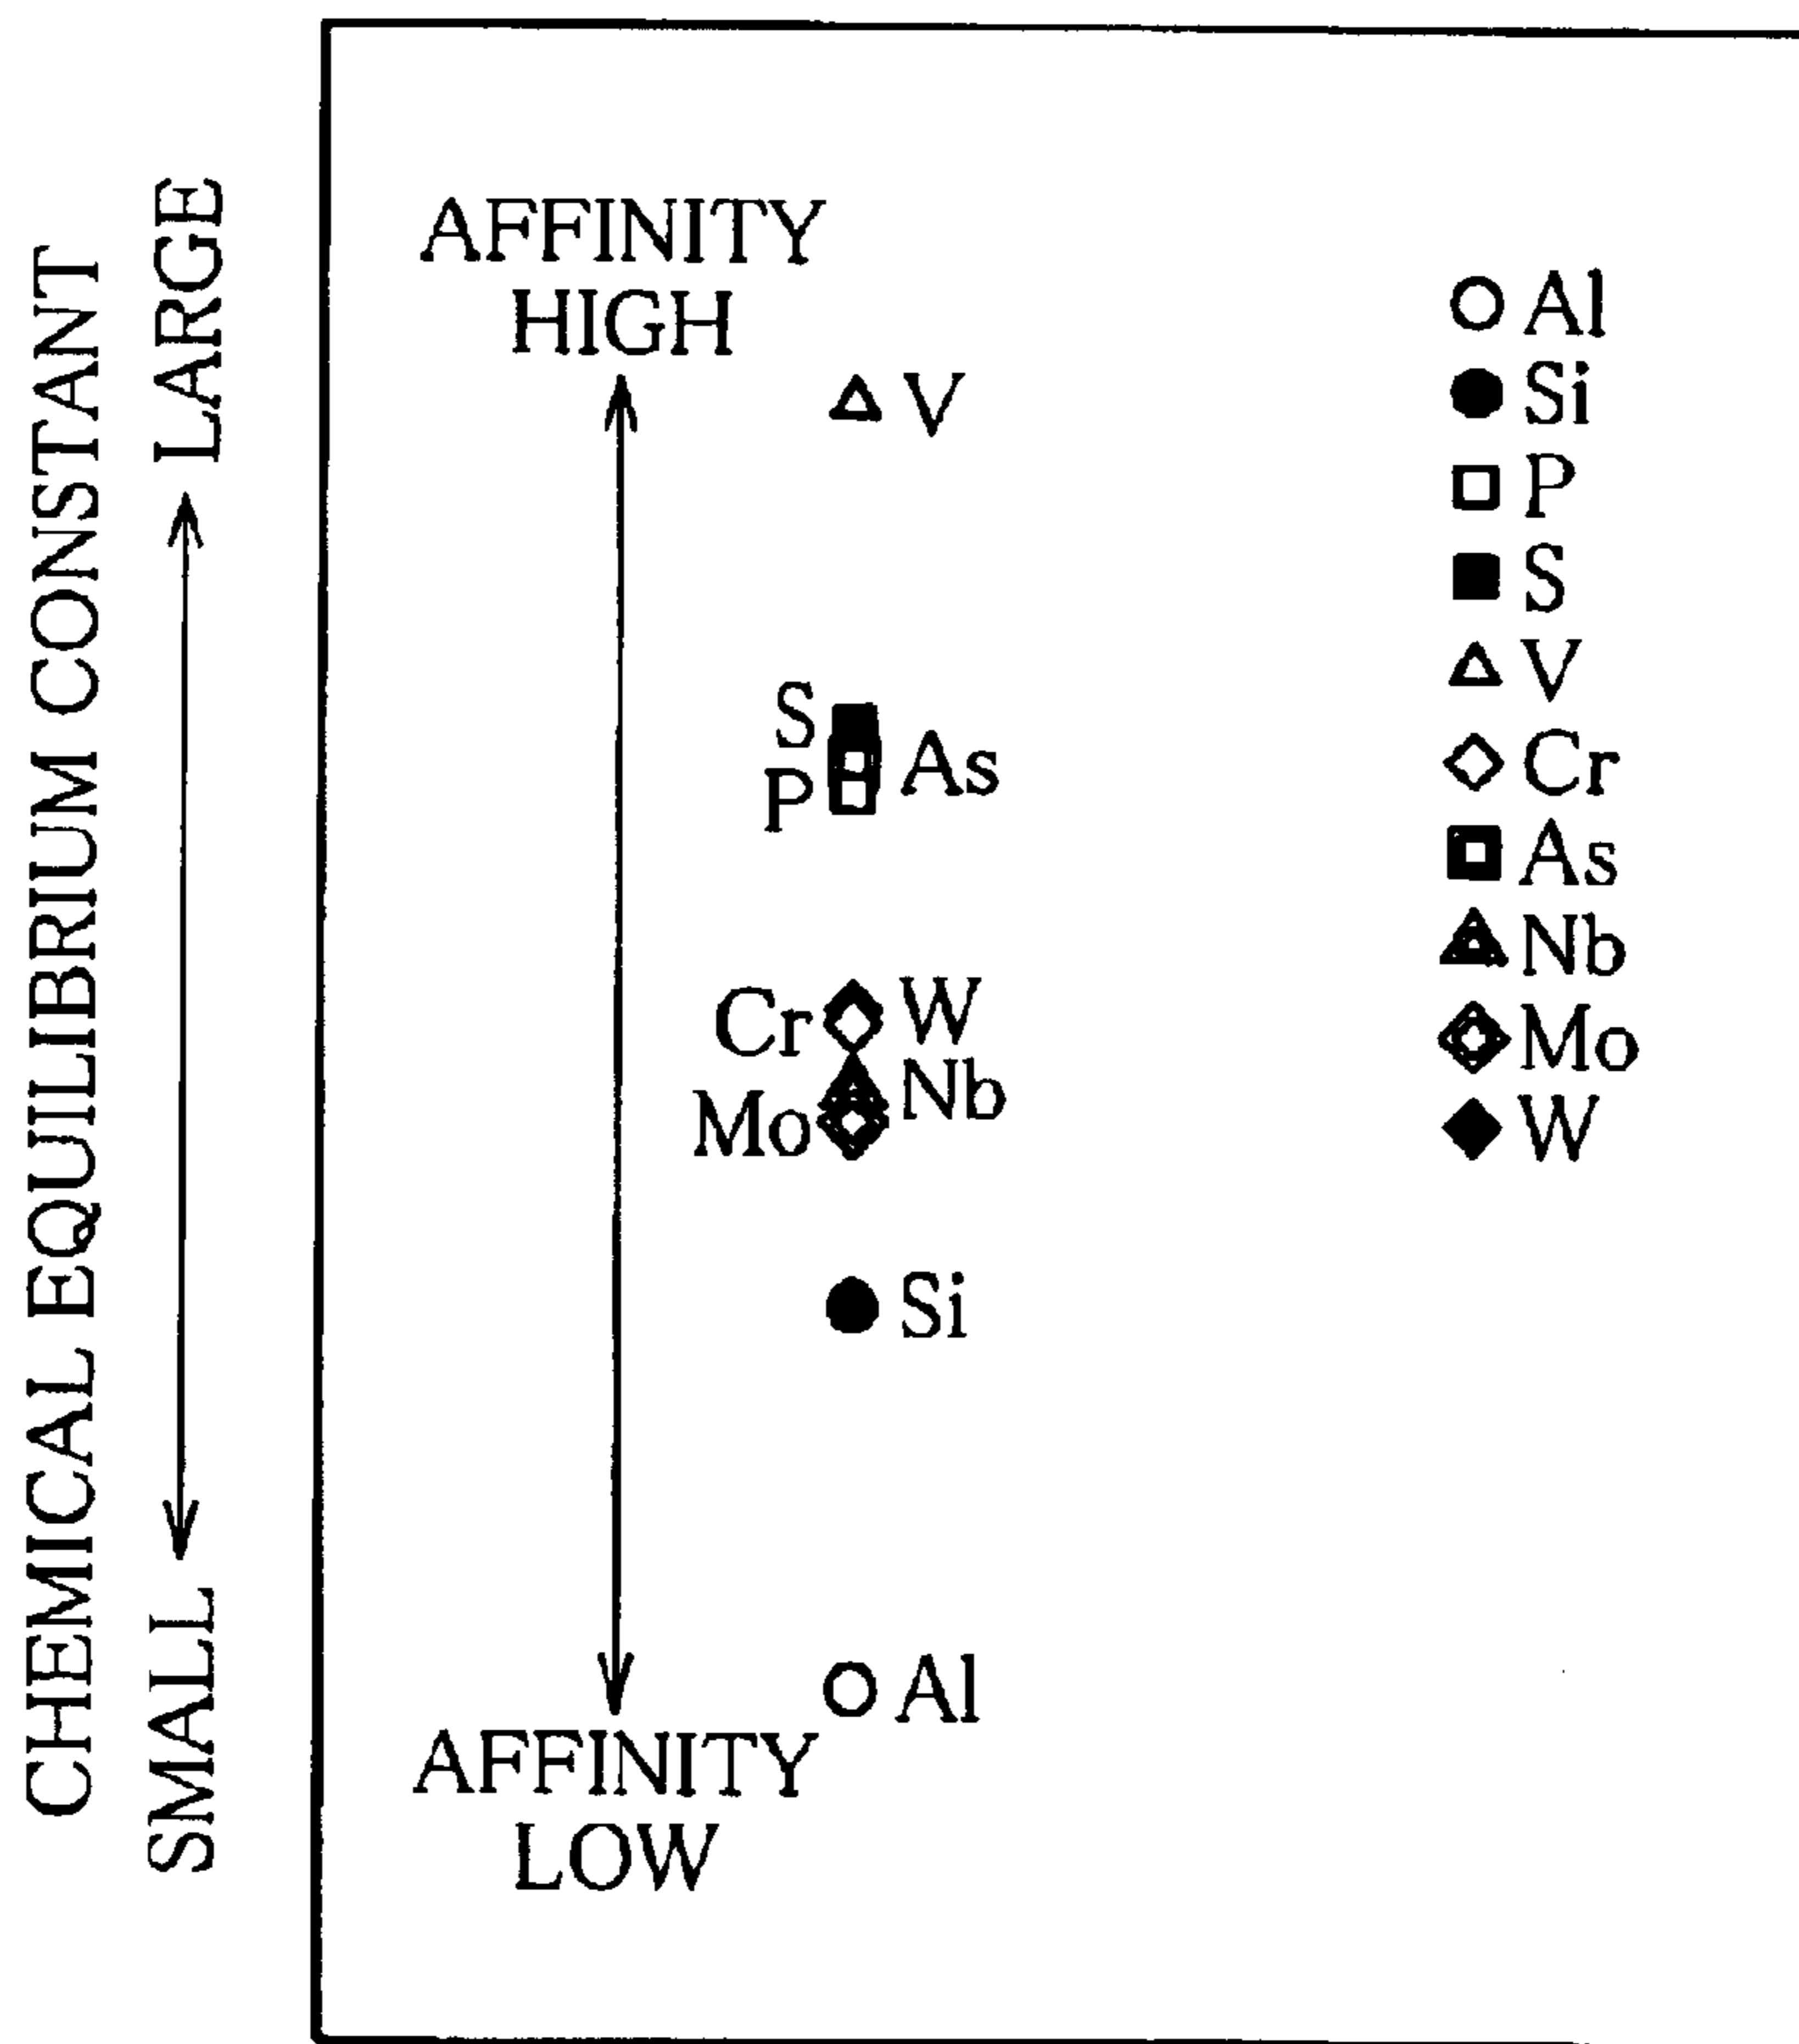 CHEMICAL EQUILIBRIUM CONSTANT
SMALL
LARGE
AFFINITY
HIGH
V
S
As
P
Cr
W
Nb
Mo
Si
Al
AFFINITY
LOW
Al
Si
P
S
V
Cr
As
Nb
Mo
W